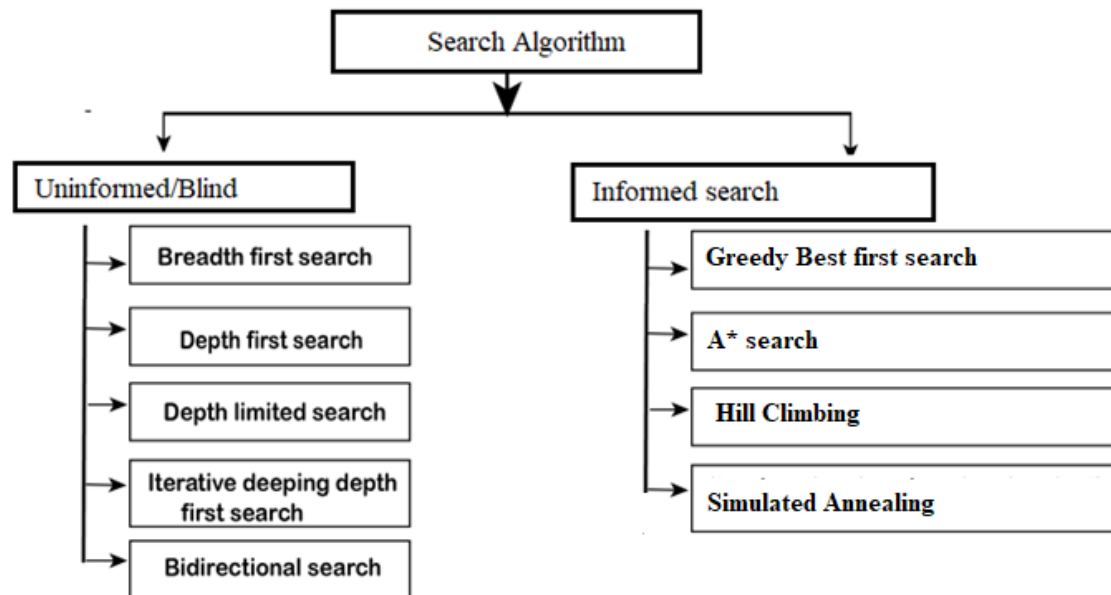 Search Algorithm
Uninformed/Blind
Breadth first search
Depth first search
Depth limited search
Iterative deeping depth
first search
Bidirectional search
Informed search
Greedy Best first search
A* search
Hill Climbing
Simulated Annealing